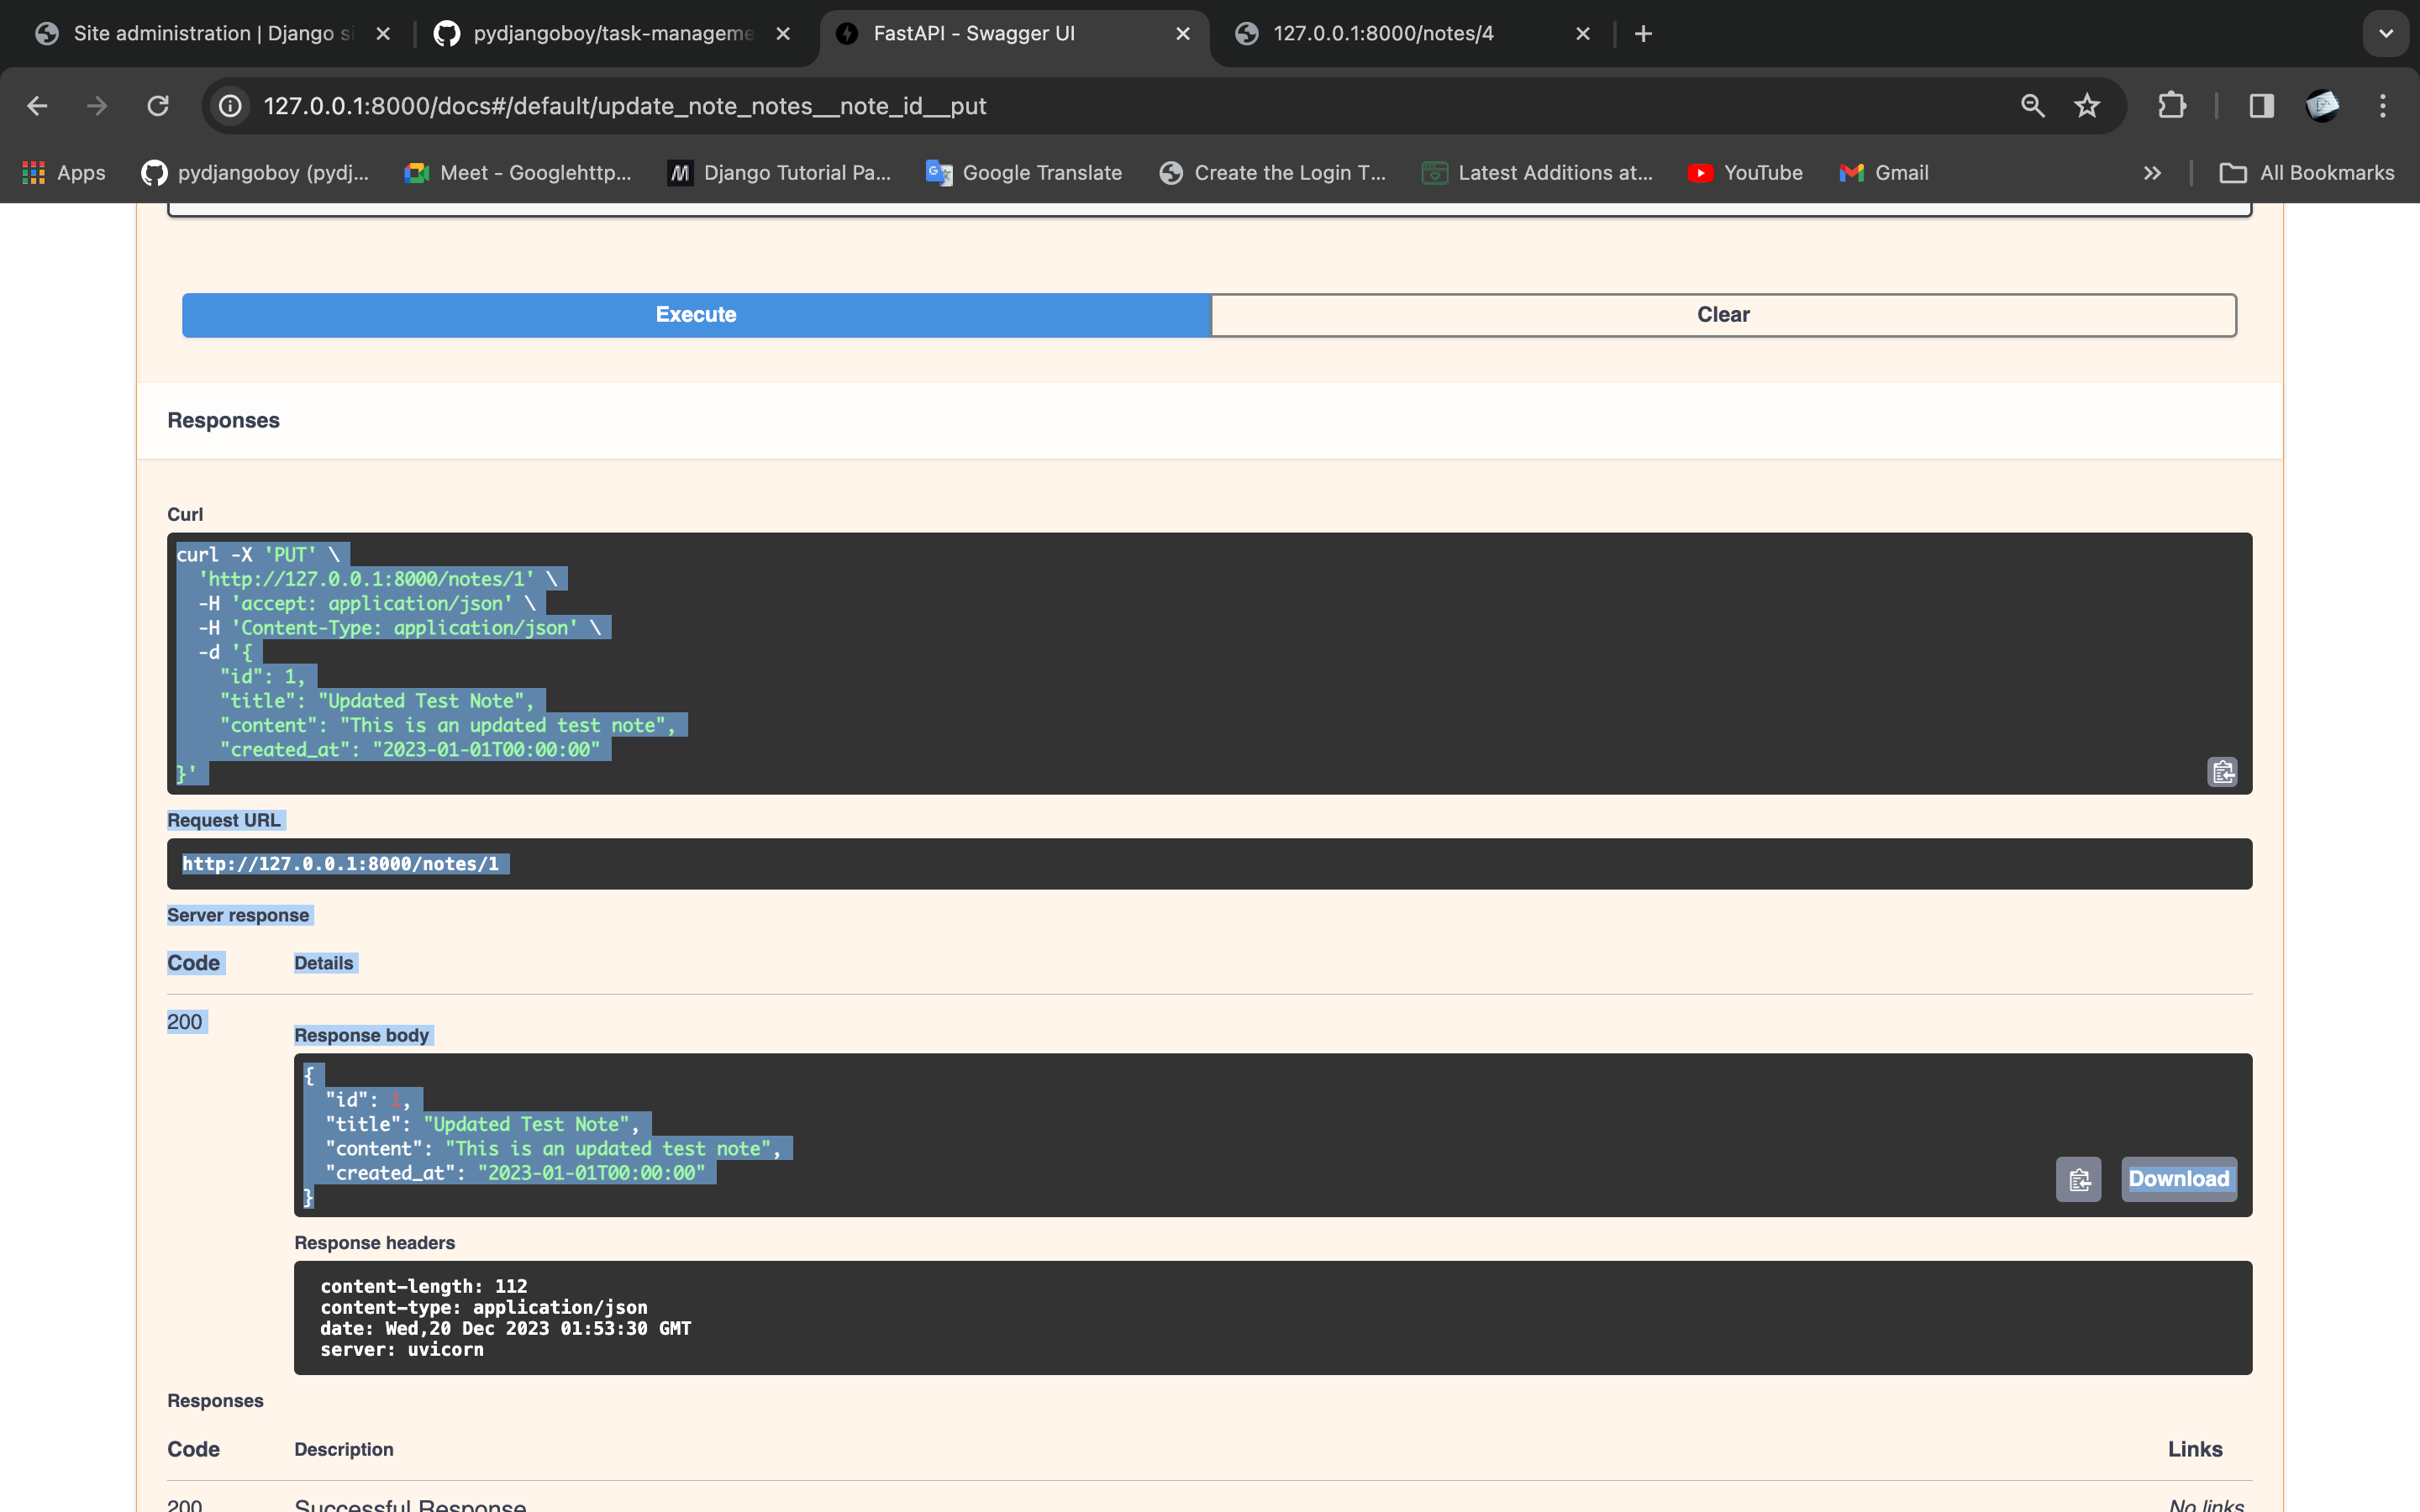 Site administration | Django si
pydjangoboy/task-manageme
FastAPI - Swagger UI
127.0.0.1:8000/notes/4
127.0.0.1:8000/docs#/default/update_note_notes__note_id__put
Apps
pydjangoboy (pydj...
Meet - Googlehttp...
Django Tutorial Pa...
Google Translate
Create the Login T...
Latest Additions at...
YouTube
Gmail
All Bookmarks
Execute
Clear
Responses
Curl
curl -X 'PUT' \
'http://127.0.0.1:8000/notes/1' \
-H 'accept: application/json' \
-H 'Content-Type: application/json' \
-d '{
"id": 1,
"title": "Updated Test Note",
"content": "This is an updated test note",
"created_at": "2023-01-01T00:00:00"
}'
Request URL
http://127.0.0.1:8000/notes/1
Server response
Code Details
200
Response body
{
"id": 1,
"title": "Updated Test Note",
"content": "This is an updated test note",
"created_at": "2023-01-01T00:00:00"
}
Download
Response headers
content-length: 112
content-type: application/json
date: Wed,20 Dec 2023 01:53:30 GMT
server: uvicorn
Responses
Code Description Links
200 Successful Response No links